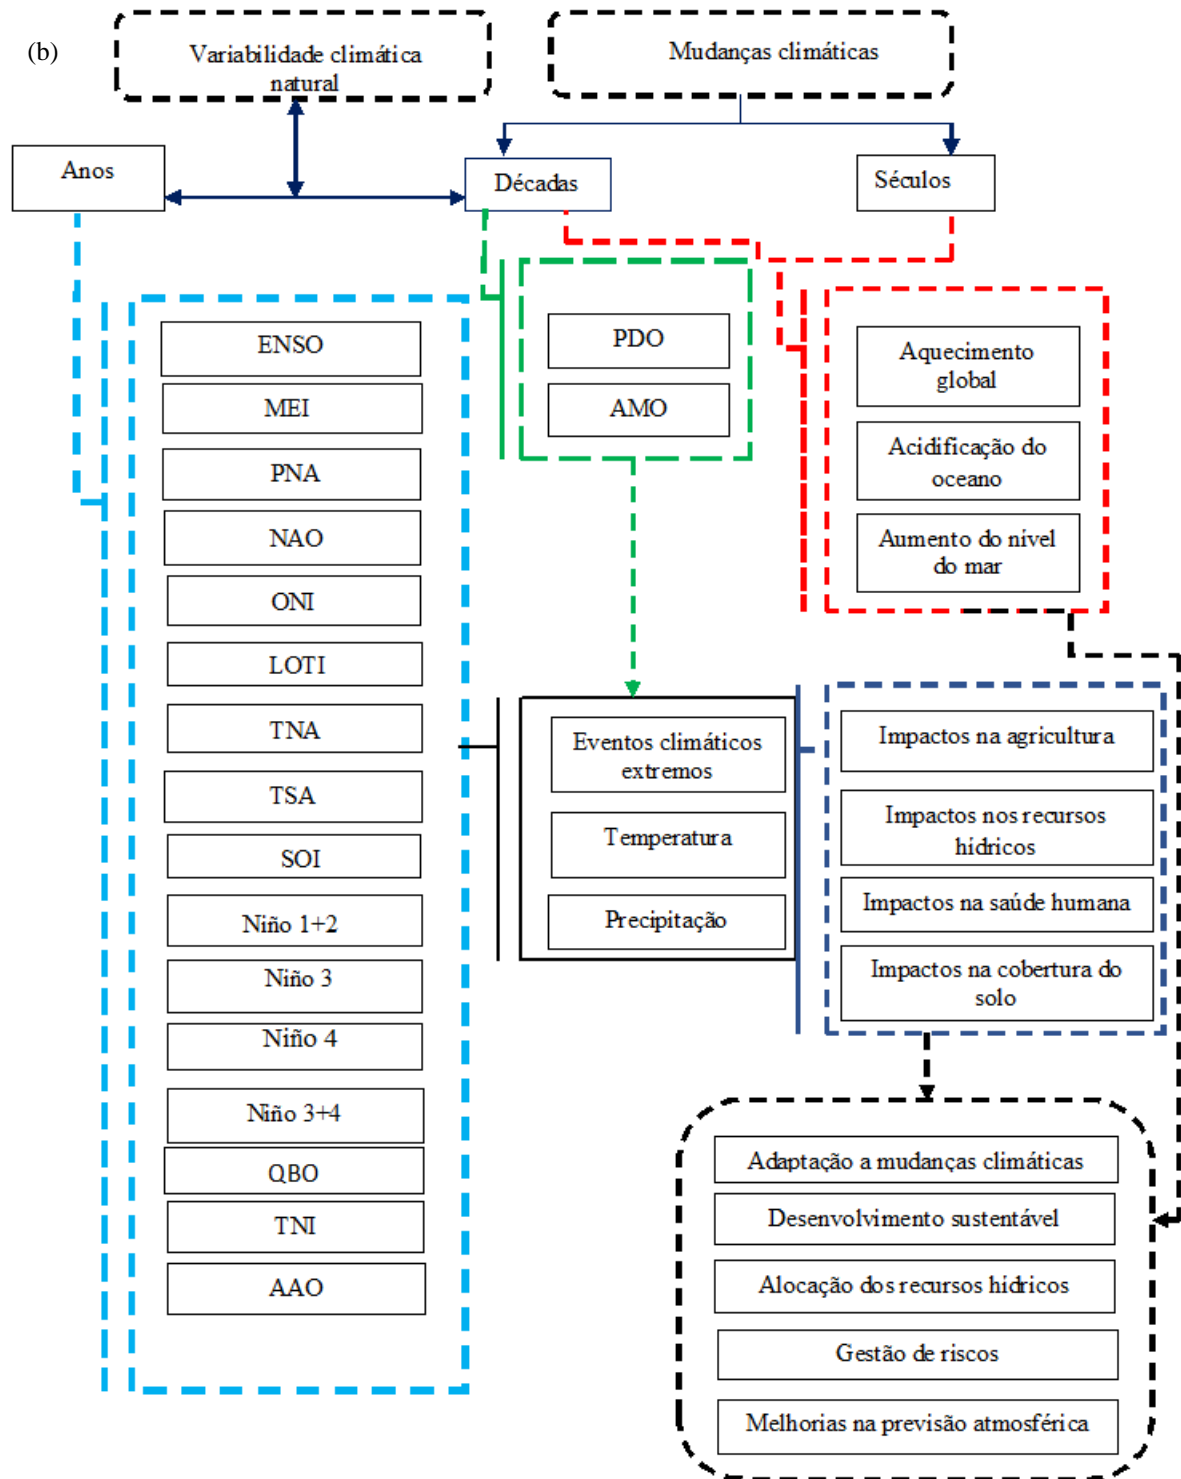 (b)
Variabilidade climática
natural
Mudanças climáticas
Anos
Décadas
Séculos
ENSO
MEI
PNA
NAO
ONI
LOTI
TNA
TSA
SOI
Niño 1+2
Niño 3
Niño 4
Niño 3+4
QBO
TNI
AAO
PDO
AMO
Aquecimento
global
Acidificação do
oceano
Aumento do nível
do mar
Eventos climáticos
extremos
Temperatura
Precipitação
Impactos na agricultura
Impactos nos recursos
hídricos
Impactos na saúde humana
Impactos na cobertura do
solo
Adaptação a mudanças climáticas
Desenvolvimento sustentável
Alocação dos recursos hídricos
Gestão de riscos
Melhorias na previsão atmosférica